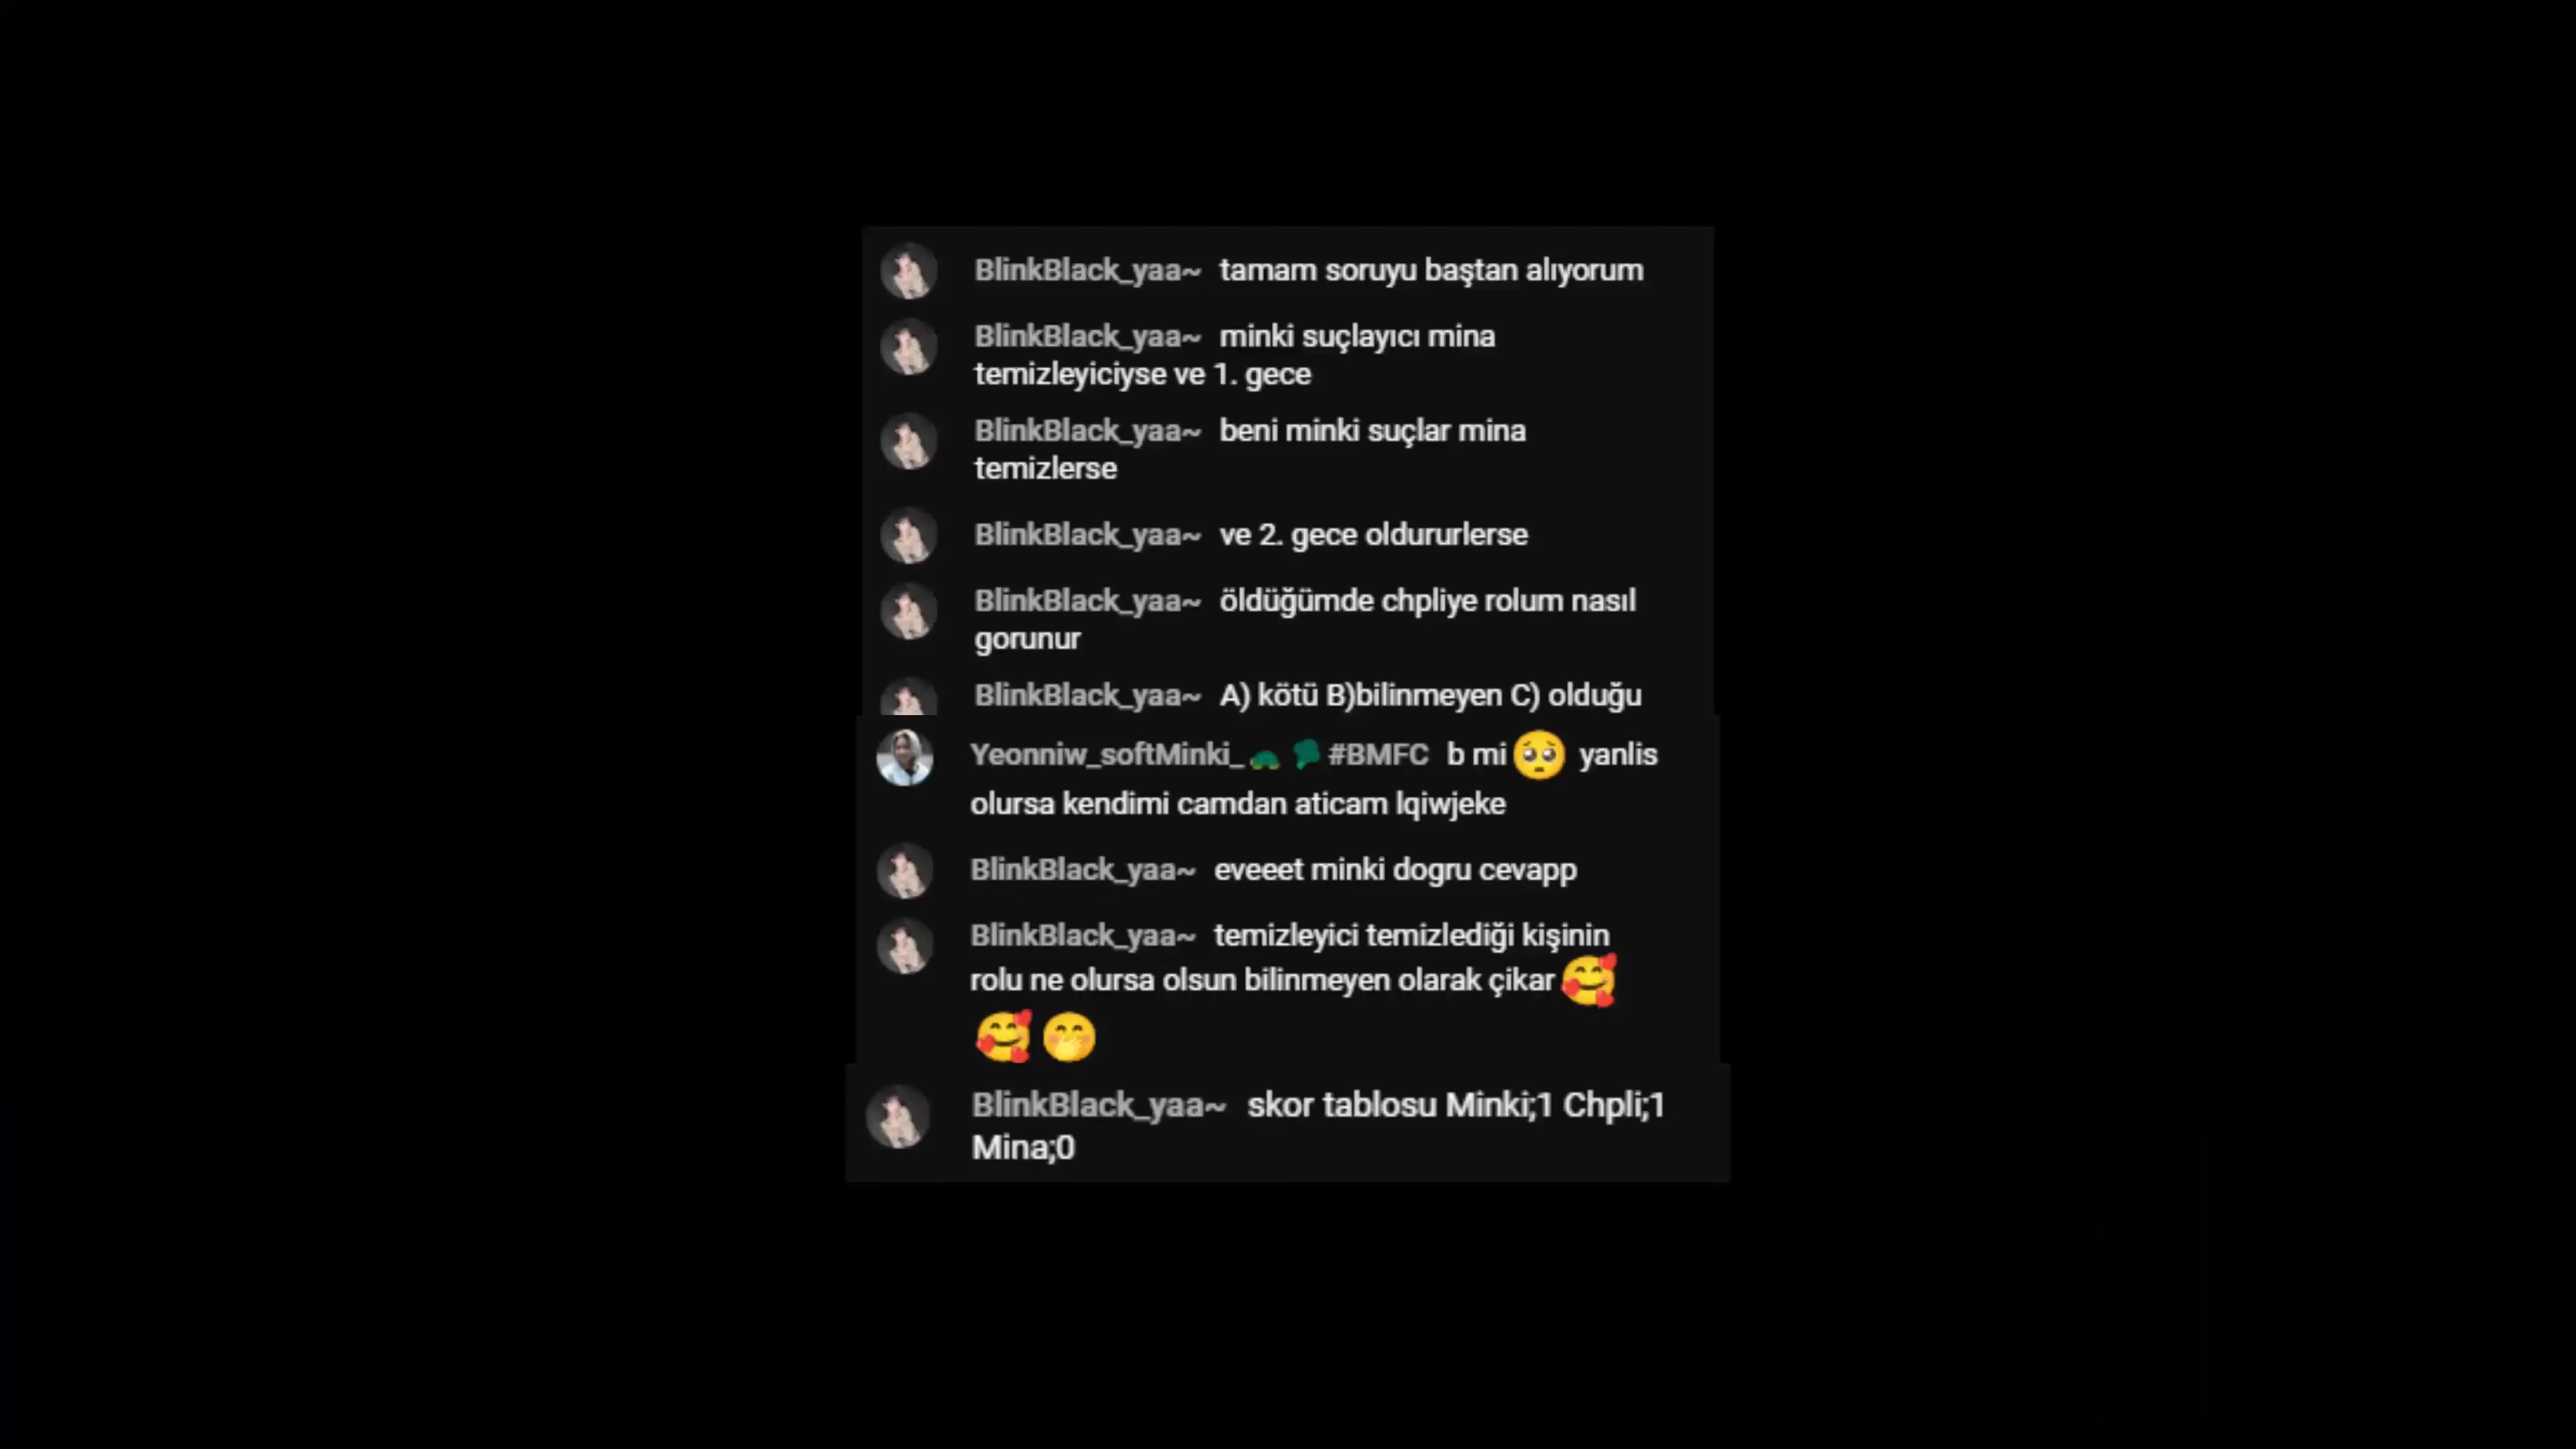 BlinkBlack_yaa~ tamam soruyu baştan alıyorum
BlinkBlack_yaa~ minki suçlayıcı mina
temizleyiciyse ve 1. gece
BlinkBlack_yaa~ beni minki suçlar mina
temizlerse
BlinkBlack_yaa~ ve 2. gece oldururlerse
BlinkBlack_yaa~ öldüğümde chpliye rolum nasıl
gorunur
BlinkBlack_yaa~ A) kötü B)bilinmeyen C) olduğu
Yeonniw_softMinki_🐢🥦#BMFC b mi🥺 yanlis
olursa kendimi camdan aticam lqiwjeke
BlinkBlack_yaa~ eveeet minki dogru cevapp
BlinkBlack_yaa~ temizleyici temizlediği kişinin
rolu ne olursa olsun bilinmeyen olarak çikar🥰
🥰🤭
BlinkBlack_yaa~ skor tablosu Minki;1 Chpli;1
Mina;0